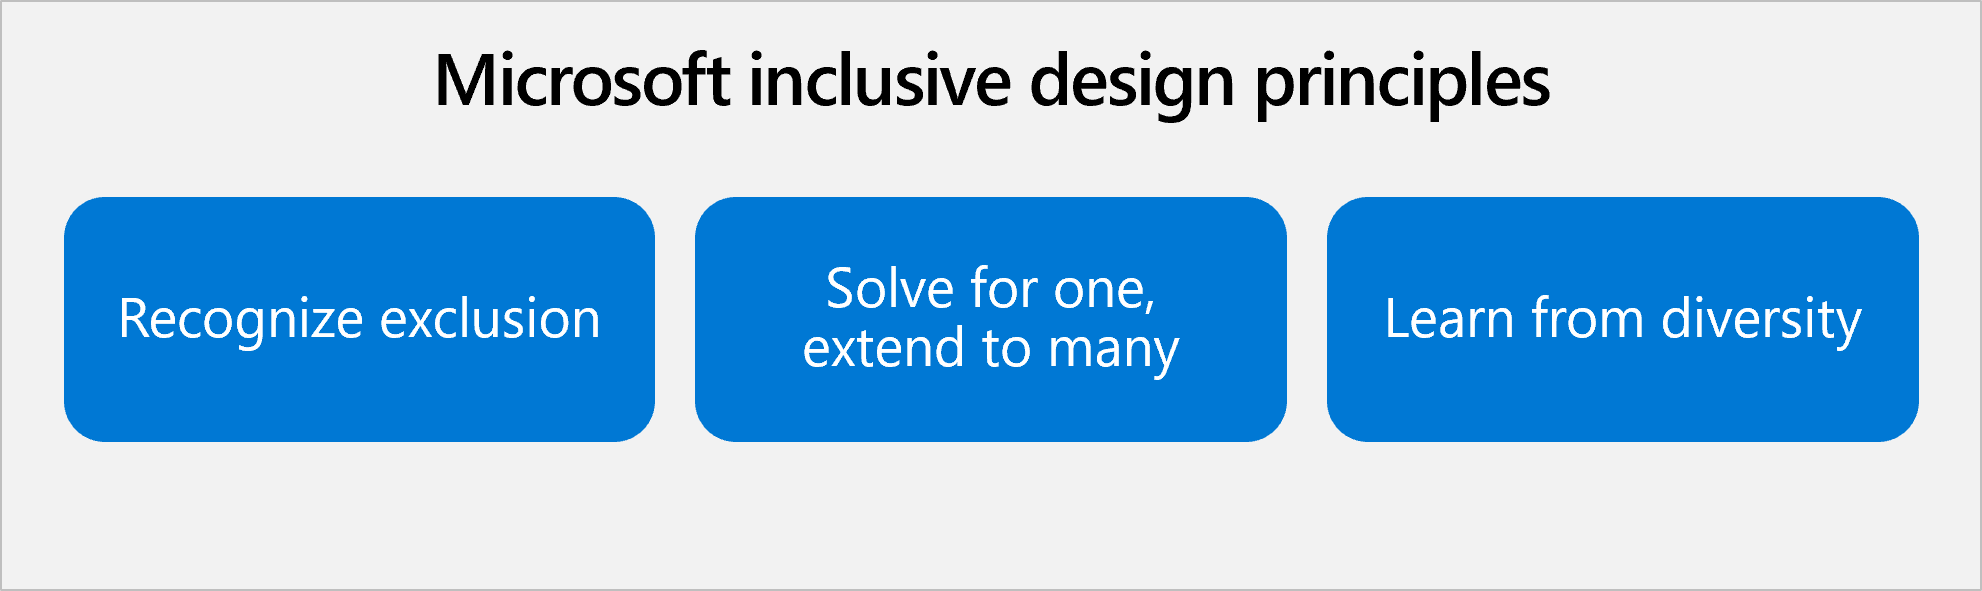 Microsoft inclusive design principles
Recognize exclusion
Solve for one,
extend to many
Learn from diversity